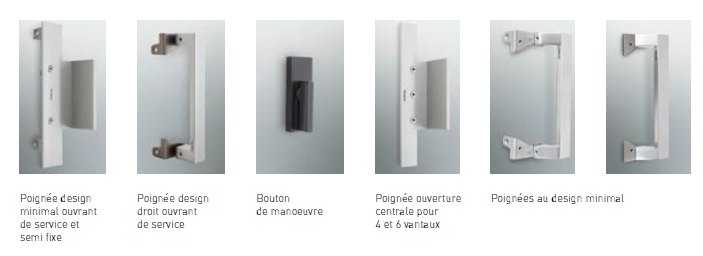 Poignée design
minimal ouvrant
de service et
semi fixe
Poignée design
droit ouvrant
de service
Bouton
de manoeuvre
Poignée ouverture
centrale pour
4 et 6 vantaux
Poignées au design minimal